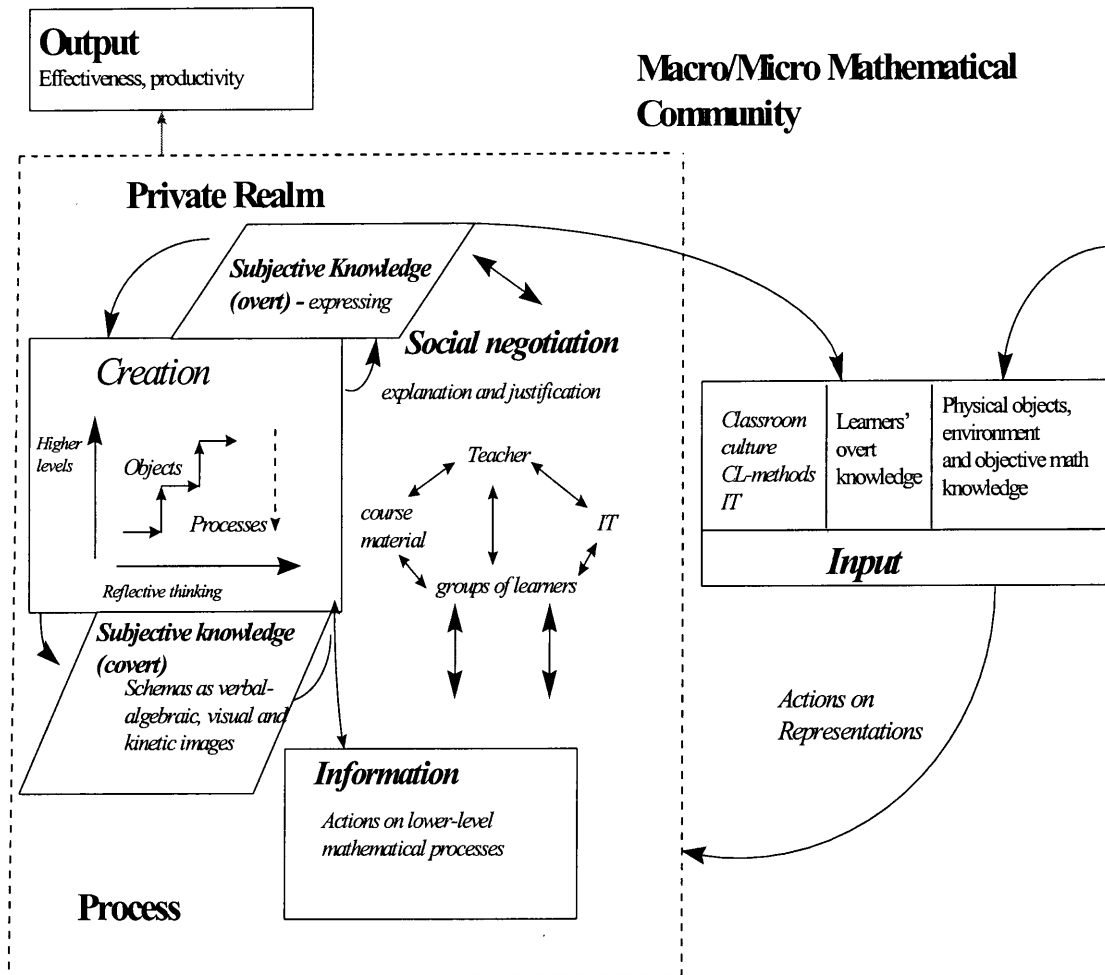 Output
Effectiveness, productivity
Macro/Micro Mathematical
Community
Private Realm
Subjective Knowledge
(overt) - expressing
Social negotiation
explanation and justification
Creation
Higher
levels
Objects
Processes
Reflective thinking
Teacher
course
material
IT
groups of learners
Classroom
culture
CL-methods
IT
Learners'
overt
knowledge
Physical objects,
environment
and objective math
knowledge
Input
Subjective knowledge
(covert)
Schemas as verbal-
algebraic, visual and
kinetic images
Actions on
Representations
Information
Actions on lower-level
mathematical processes
Process